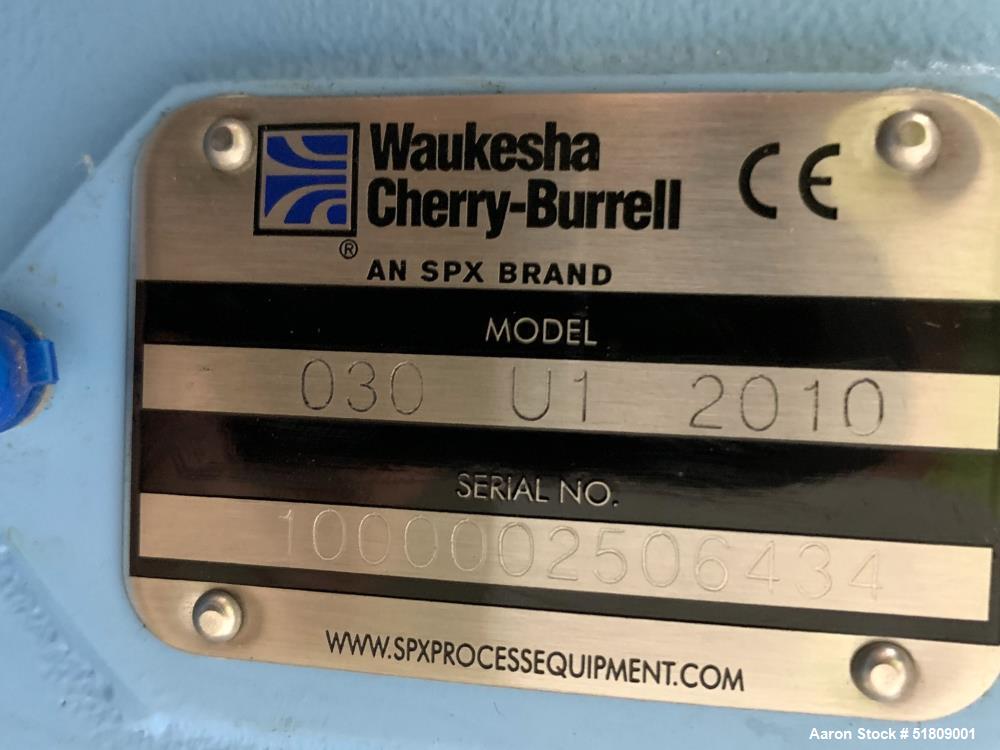 Waukesha
Cherry-Burrell
®
AN SPX BRAND
CE
MODEL
030 U1 2010
SERIAL NO.
1000002506434
WWW.SPXPROCESSEQUIPMENT.COM
Aaron Stock # 51809001